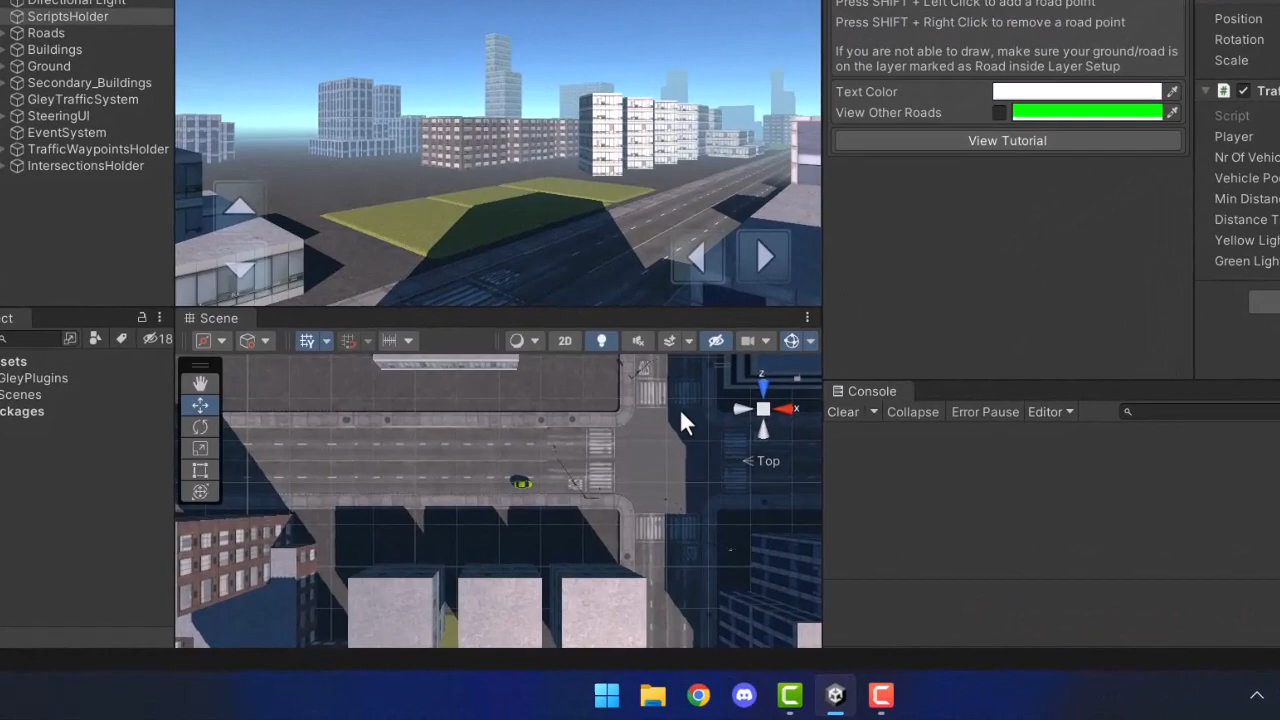 Directional Light
ScriptsHolder
Roads
Buildings
Ground
Secondary_Buildings
GleyTrafficSystem
SteeringUI
EventSystem
TrafficWaypointsHolder
IntersectionsHolder
Press SHIFT + Left Click to add a road point
Press SHIFT + Right Click to remove a road point
If you are not able to draw, make sure your ground/road is
on the layer marked as Road inside Layer Setup
Text Color
View Other Roads
View Tutorial
Position
Rotation
Scale
Script
Player
Nr Of Vehic
Vehicle Poo
Min Distanc
Distance T
Yellow Ligh
Green Ligh
ect
18
sets
GleyPlugins
Scenes
ckages
Scene
2D
z
x
Top
Console
Clear
Collapse
Error Pause
Editor